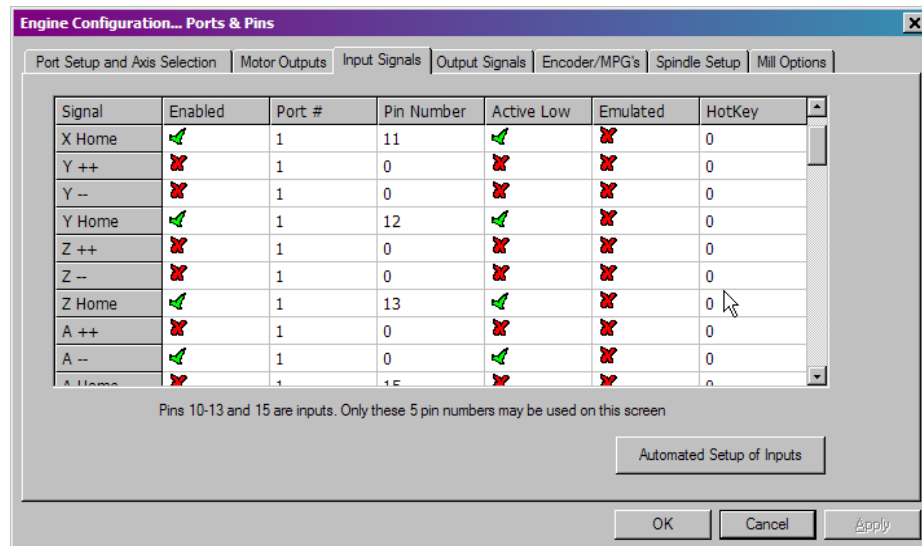 Engine Configuration... Ports & Pins
Port Setup and Axis Selection Motor Outputs Input Signals Output Signals Encoder/MPG's Spindle Setup Mill Options
Signal Enabled Port # Pin Number Active Low Emulated HotKey
X Home 1 11 0
Y ++ 1 0 0
Y -- 1 0 0
Y Home 1 12 0
Z ++ 1 0 0
Z -- 1 0 0
Z Home 1 13 0
A ++ 1 0 0
A -- 1 0 0
A Home 1 15 0
Pins 10-13 and 15 are inputs. Only these 5 pin numbers may be used on this screen
Automated Setup of Inputs
OK Cancel Apply